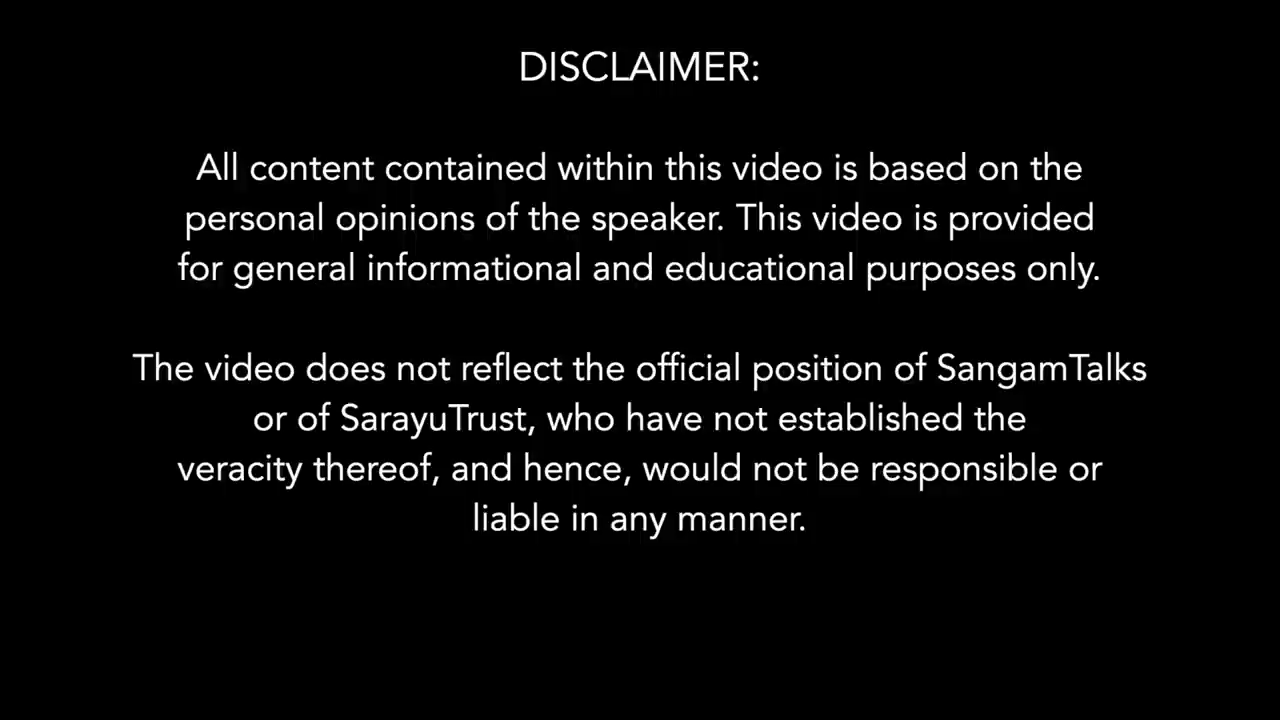 DISCLAIMER:
All content contained within this video is based on the
personal opinions of the speaker. This video is provided
for general informational and educational purposes only.
The video does not reflect the official position of SangamTalks
or of SarayuTrust, who have not established the
veracity thereof, and hence, would not be responsible or
liable in any manner.